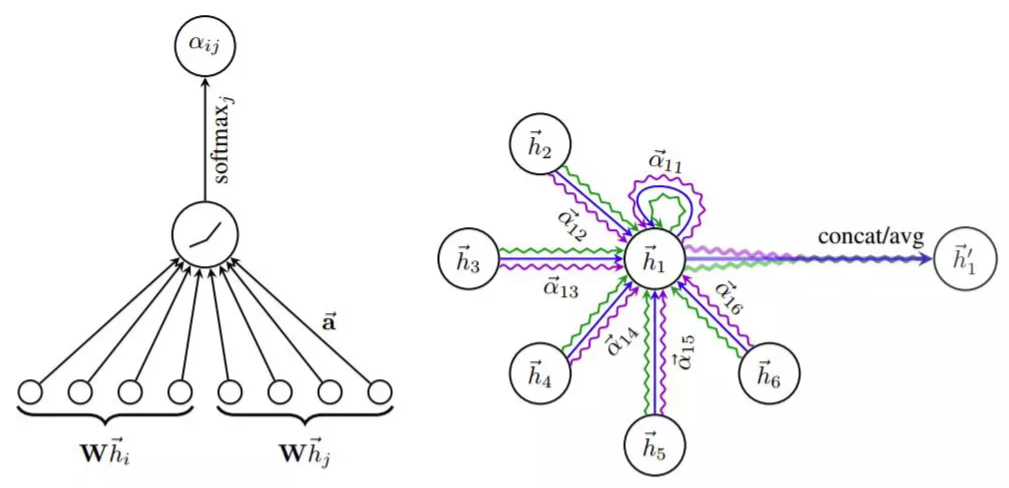 αᵢⱼ
softmaxⱼ
a⃗
Wh⃗ᵢ
Wh⃗ⱼ
h⃗₂
α⃗₁₁
α⃗₁₂
h⃗₃
α⃗₁₃
h⃗₁
concat/avg
h⃗′₁
α⃗₁₆
h⃗₄
α⃗₁₄
α⃗₁₅
h⃗₆
h⃗₅